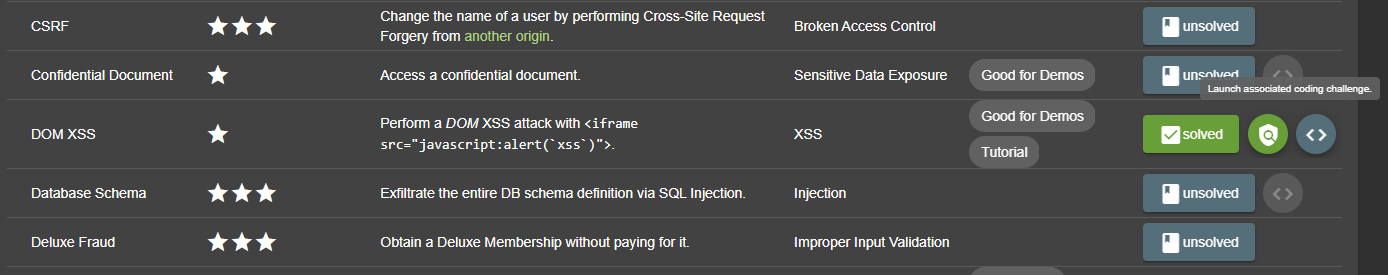 CSRF
Change the name of a user by performing Cross-Site Request
Forgery from another origin.
Broken Access Control
unsolved
Confidential Document
Access a confidential document.
Sensitive Data Exposure
Good for Demos
unsolved
Launch associated coding challenge.
DOM XSS
Perform a DOM XSS attack with <iframe
src="javascript:alert(`xss`)">.
XSS
Good for Demos
Tutorial
solved
Database Schema
Exfiltrate the entire DB schema definition via SQL Injection.
Injection
unsolved
Deluxe Fraud
Obtain a Deluxe Membership without paying for it.
Improper Input Validation
unsolved